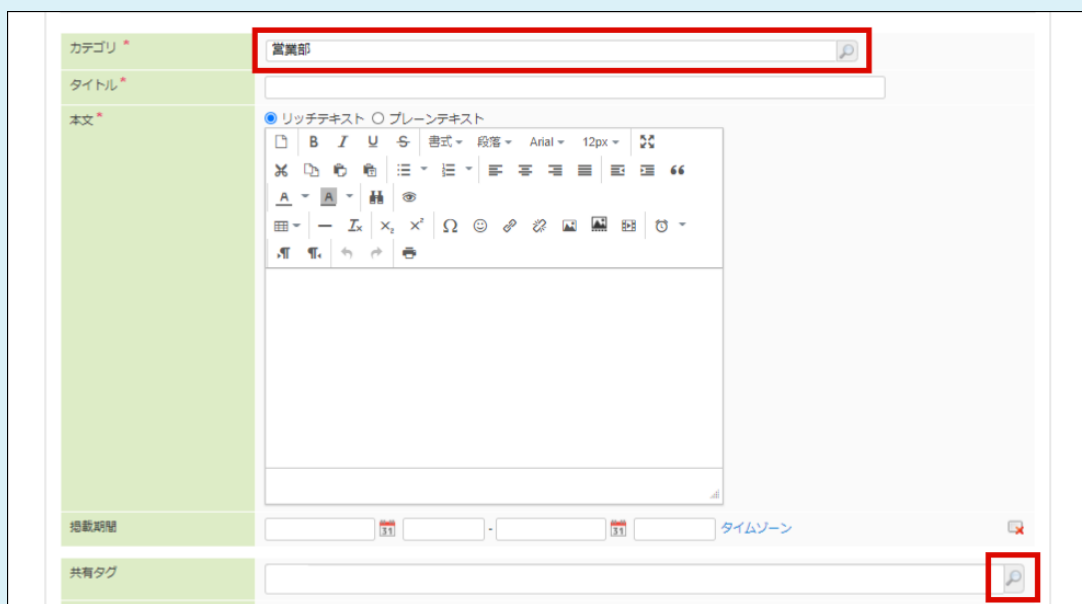 カテゴリ *
営業部
タイトル *
本文 *
リッチテキスト プレーンテキスト
B I U S 書式 段落 Arial 12px
A A
掲載期間
31 - 31 タイムゾーン
共有タグ